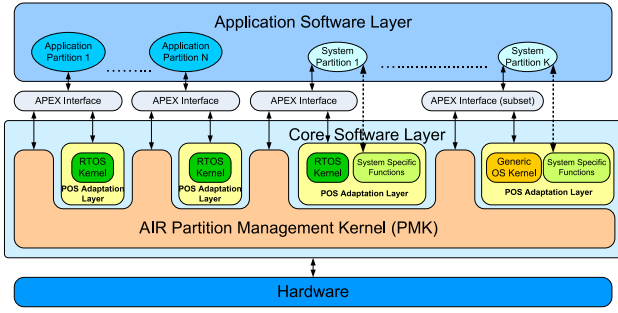 Application Software Layer
Application
Partition 1
Application
Partition N
System
Partition 1
System
Partition K
APEX Interface
APEX Interface
APEX Interface
APEX Interface (subset)
Core Software Layer
RTOS
Kernel
POS Adaptation
Layer
RTOS
Kernel
POS Adaptation
Layer
RTOS
Kernel
System Specific
Functions
POS Adaptation Layer
Generic
OS Kernel
System Specific
Functions
POS Adaptation Layer
AIR Partition Management Kernel (PMK)
Hardware